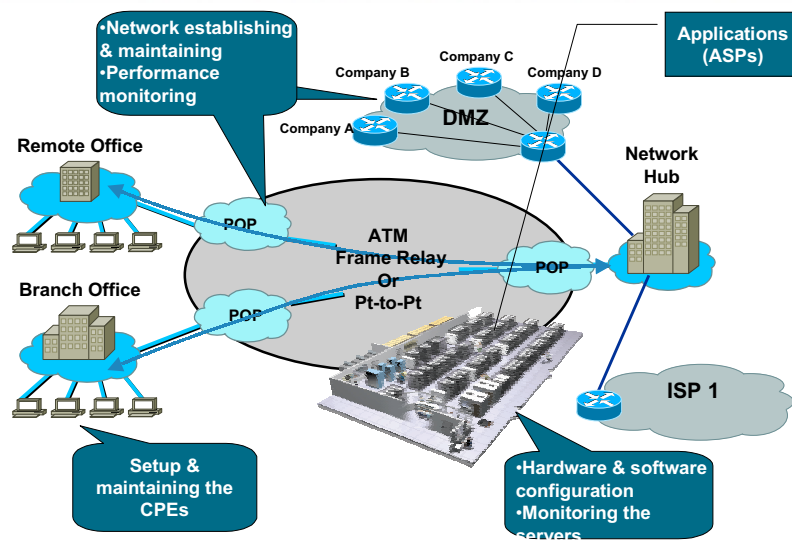 •Network establishing
& maintaining
•Performance
monitoring
Applications
(ASPs)
Company C
Company B
Company D
Company A
DMZ
Remote Office
Network
Hub
POP
ATM
Frame Relay
Or
Pt-to-Pt
POP
Branch Office
POP
ISP 1
Setup &
maintaining the
CPEs
•Hardware & software
configuration
•Monitoring the
servers